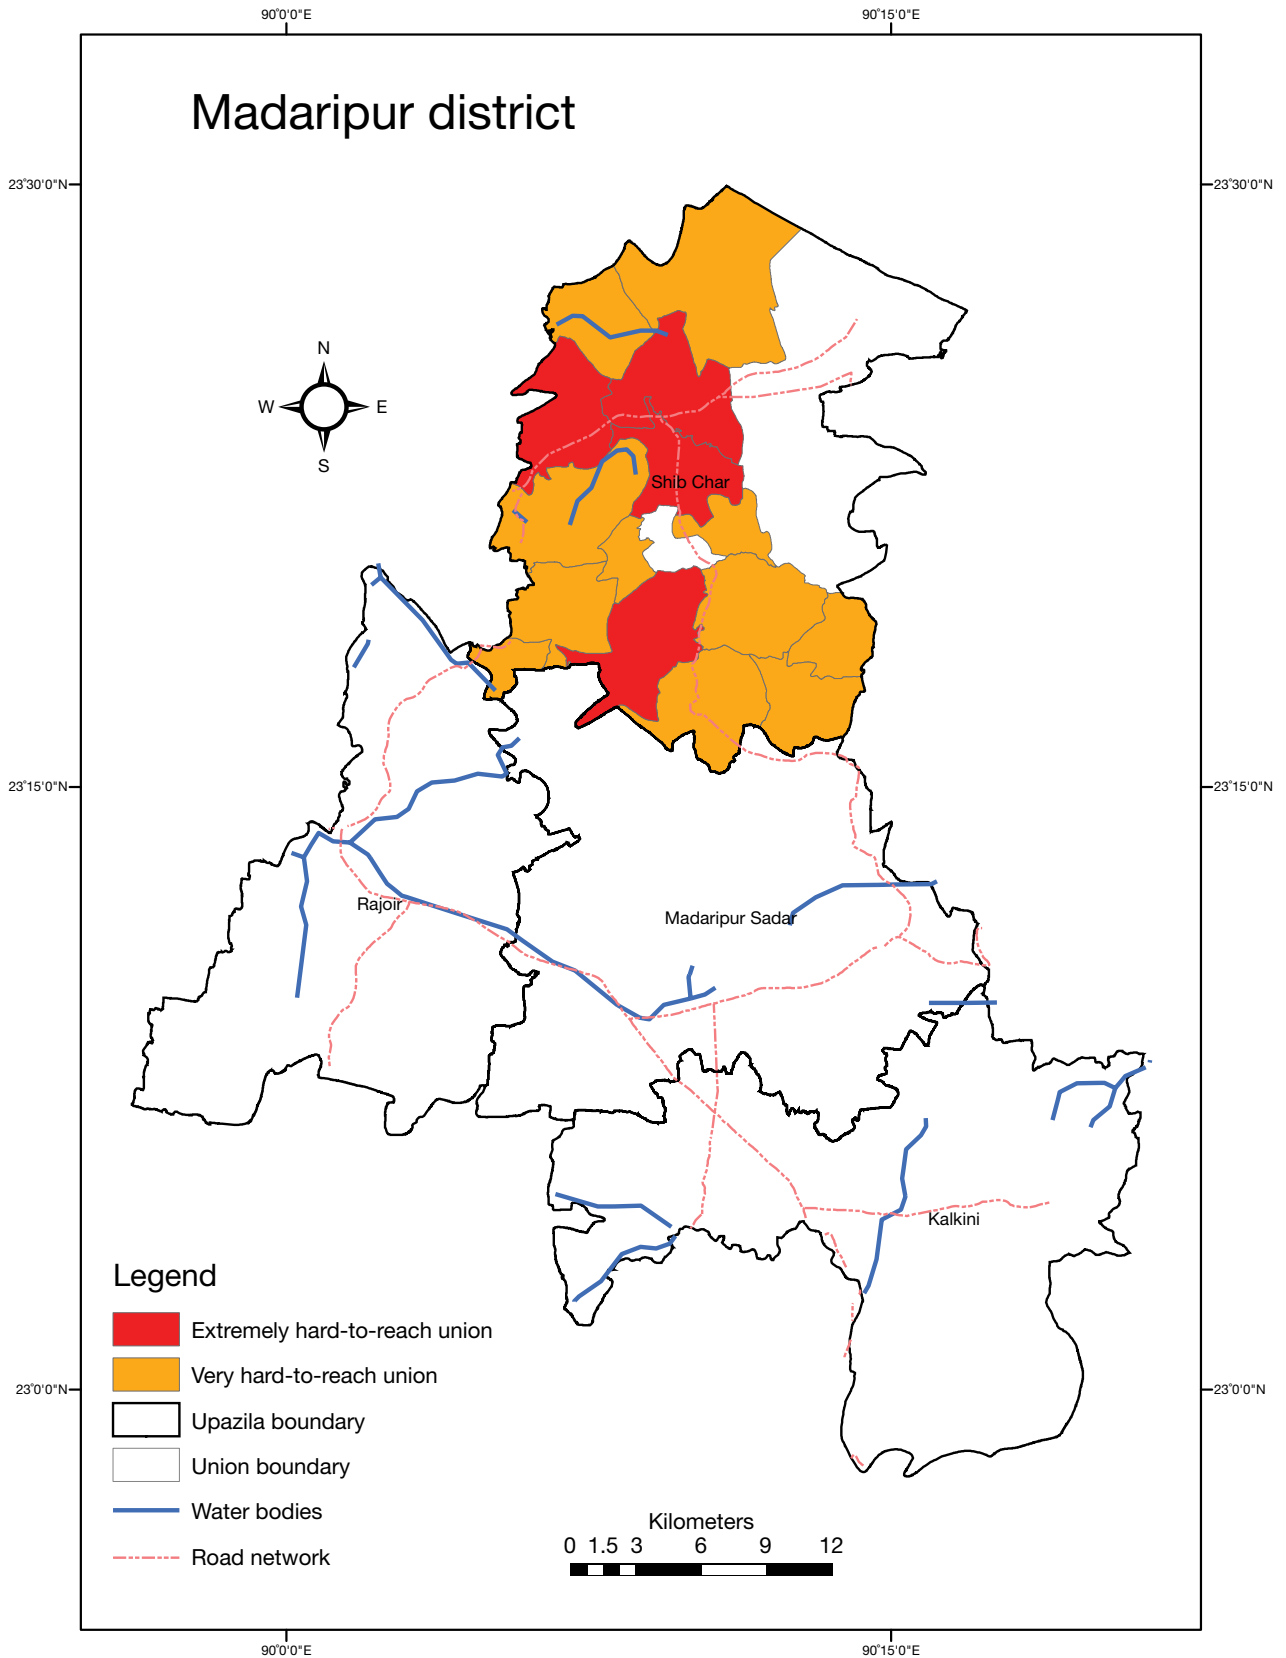 90°0'0"E
90°15'0"E
Madaripur district
23°30'0"N
23°30'0"N
N
W
E
S
Shib Char
23°15'0"N
23°15'0"N
Rajoir
Madaripur Sadar
Kalkini
Legend
Extremely hard-to-reach union
Very hard-to-reach union
23°0'0"N
23°0'0"N
Upazila boundary
Union boundary
Water bodies
Road network
Kilometers
0 1.5 3 6 9 12
90°0'0"E
90°15'0"E